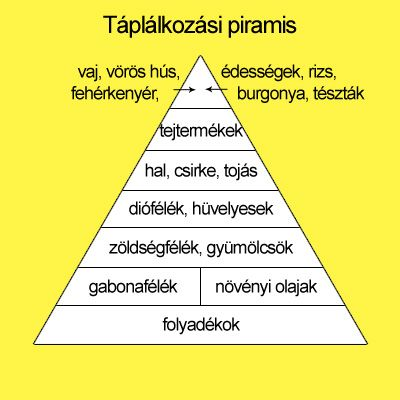 Táplálkozási piramis
vaj, vörös hús,
fehérkenyér,
édességek, rizs,
burgonya, tészták
tejtermékek
hal, csirke, tojás
diófélék, hüvelyesek
zöldségfélék, gyümölcsök
gabonafélék
növényi olajak
folyadékok